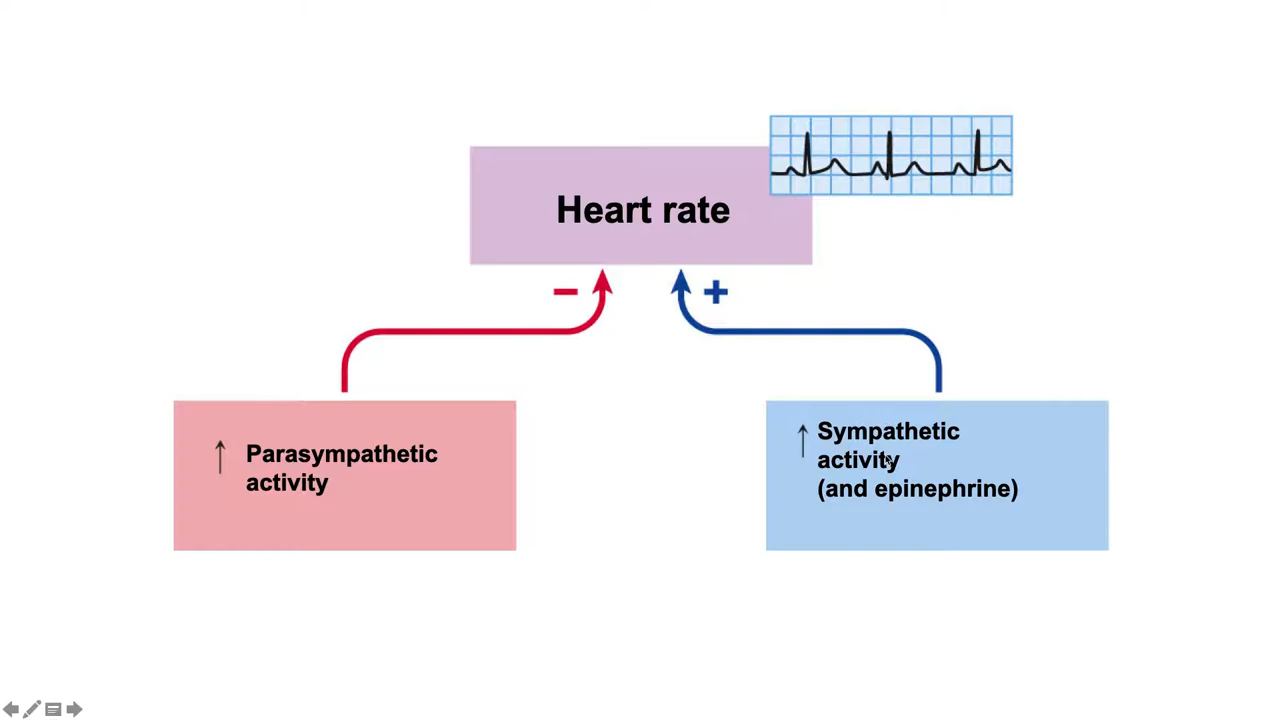 Heart rate
− +
↑ Parasympathetic
activity
↑ Sympathetic
activity
(and epinephrine)